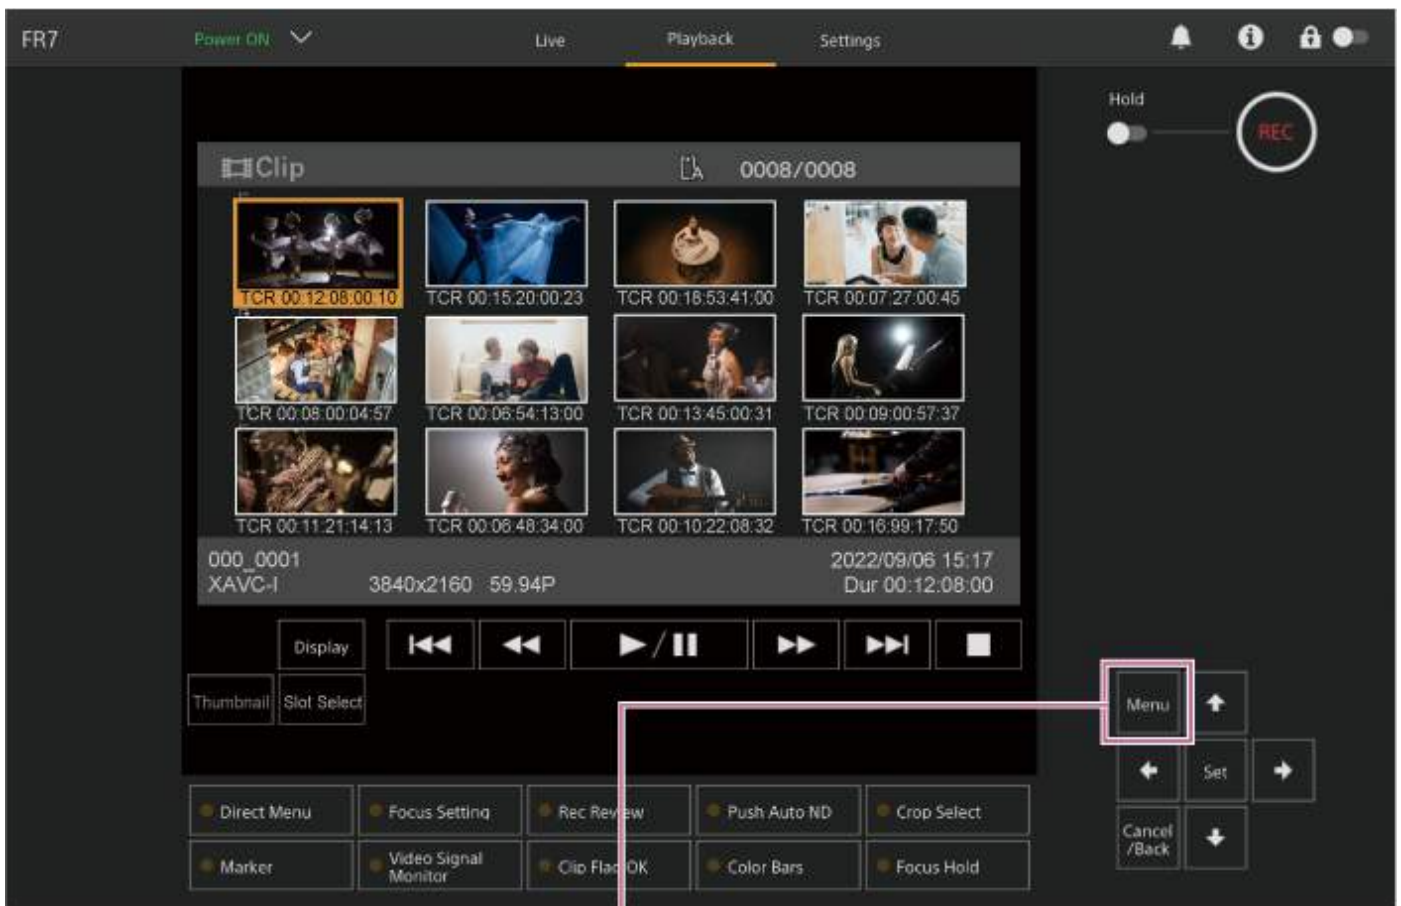 FR7 Power ON Live Playback Settings
Hold
REC
Clip A 0008/0008
TCR 00:12:08:00:10 TCR 00:15:20:00:23 TCR 00:18:53:41:00 TCR 00:07:27:00:45
TCR 00:08:00:04:57 TCR 00:06:54:13:00 TCR 00:13:45:00:31 TCR 00:09:00:57:37
TCR 00:11:21:14:13 TCR 00:06:48:34:00 TCR 00:10:22:08:32 TCR 00:16:99:17:50
000_0001 2022/09/06 15:17
XAVC-I 3840x2160 59.94P Dur 00:12:08:00
Display
Thumbnail Slot Select
Menu
Set
Cancel
/Back
Direct Menu Focus Setting Rec Review Push Auto ND Crop Select
Marker Video Signal
Monitor Clip Flag OK Color Bars Focus Hold